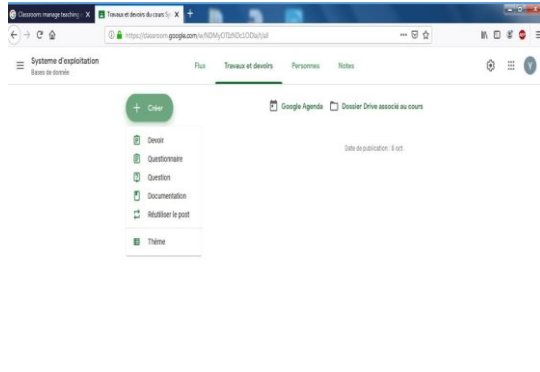 Classroom: manage teaching
Travaux et devoirs du cours Sy
https://classroom.google.com
Systeme d'exploitation
Bases de donnée
Flux
Travaux et devoirs
Personnes
Notes
Y
+ Créer
Google Agenda
Dossier Drive associé au cours
Devoir
Questionnaire
Question
Documentation
Réutiliser le post
Thème
Date de publication : 6 oct.